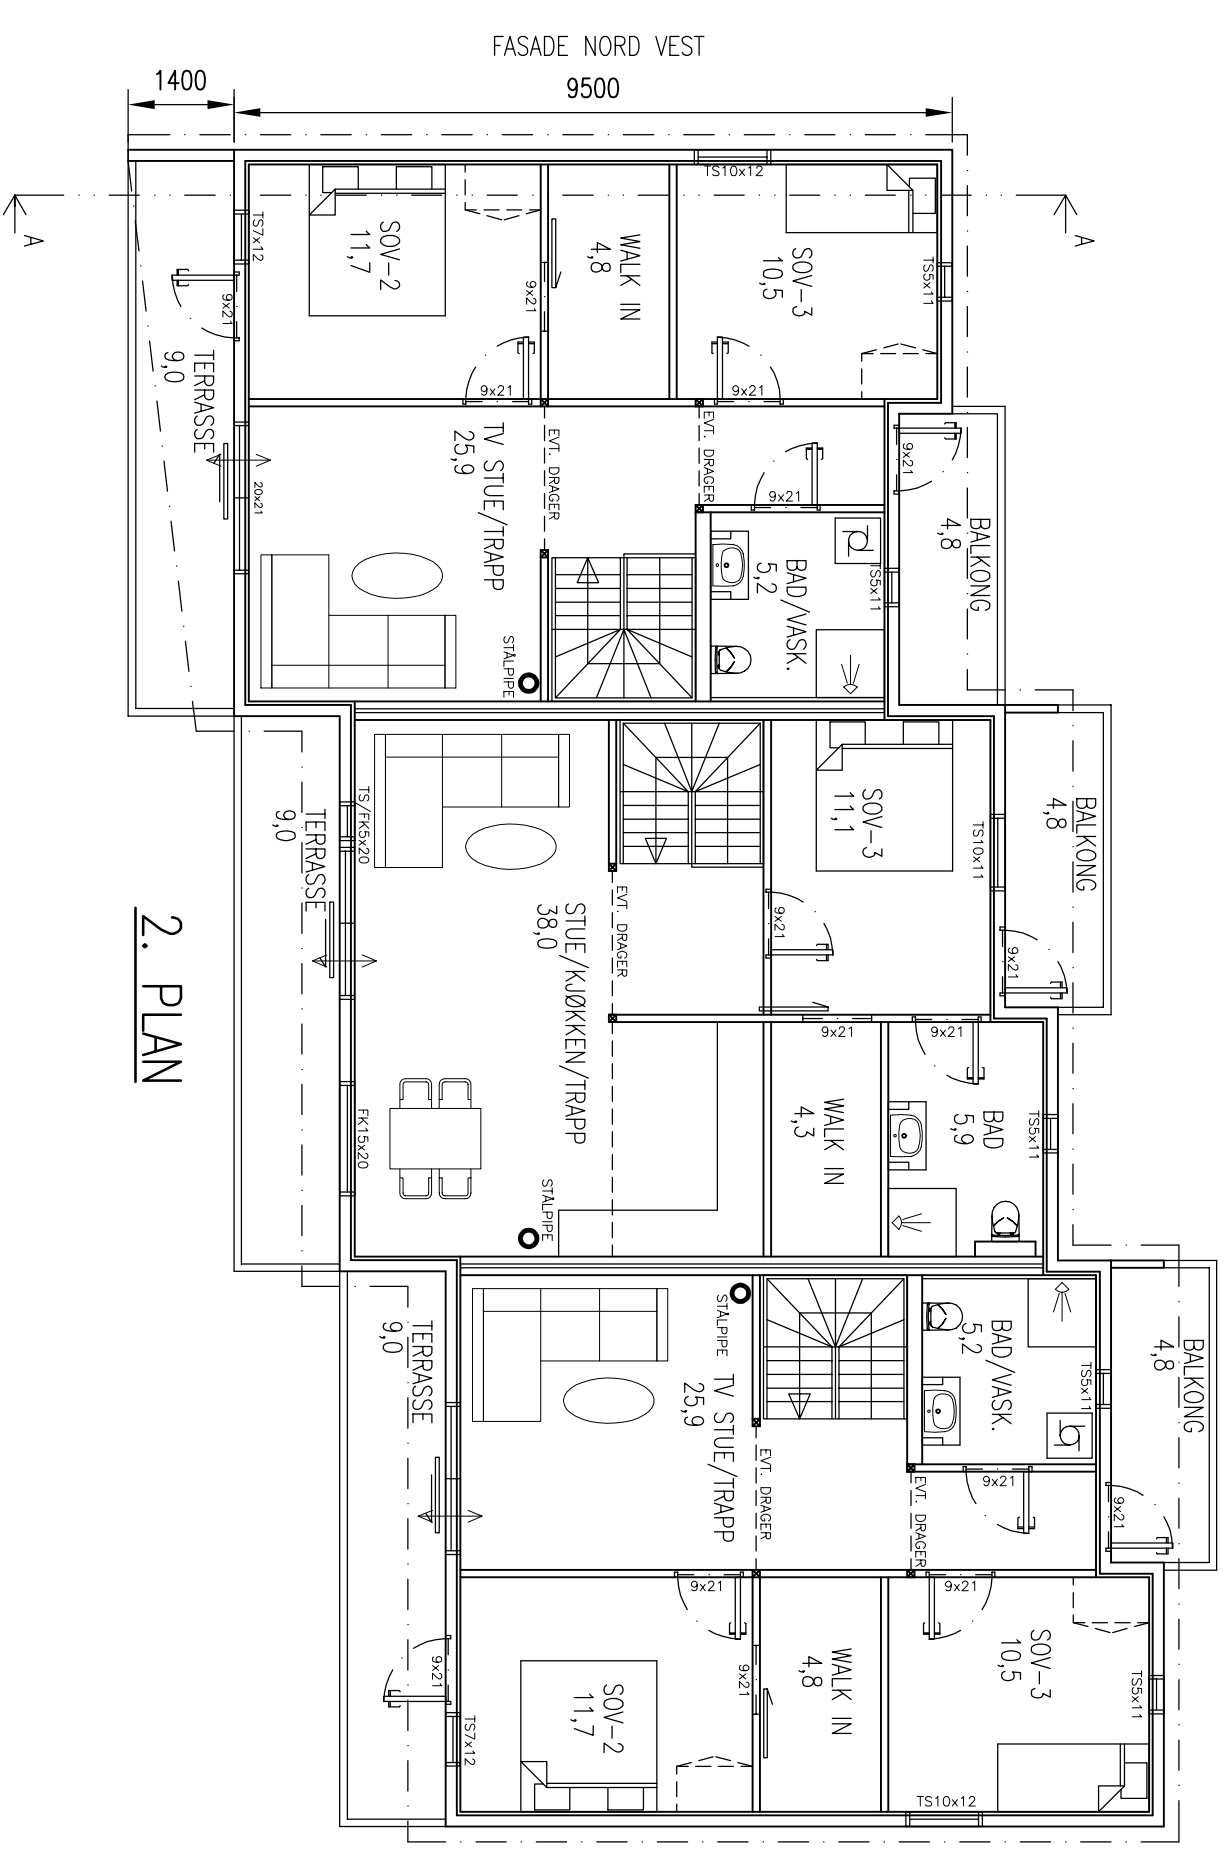 FASADE NORD VEST
1400
9500
A
A
TS10x12
TS7x12
SOV-2
11,7
WALK IN
4,8
SOV-3
10,5
TS5x11
9x21
9x21
9x21
9x21
TERRASSE
9,0
20x21
TV STUE/TRAPP
25,9
EVT. DRAGER
EVT. DRAGER
9x21
9x21
BALKONG
4,8
BAD/VASK.
5,2
TS5x11
STÅLPIPE
TERRASSE
9,0
TS/FK5x20
SOV-3
11,1
TS10x11
BALKONG
4,8
STUE/KJØKKEN/TRAPP
38,0
EVT. DRAGER
9x21
9x21
9x21
9x21
WALK IN
4,3
BAD
5,9
TS5x11
FK15x20
STÅLPIPE
2. PLAN
TERRASSE
9,0
STÅLPIPE
TV STUE/TRAPP
25,9
BAD/VASK.
5,2
TS5x11
BALKONG
4,8
EVT. DRAGER
EVT. DRAGER
9x21
9x21
9x21
9x21
9x21
9x21
SOV-2
11,7
WALK IN
4,8
SOV-3
10,5
TS5x11
TS7x12
TS10x12